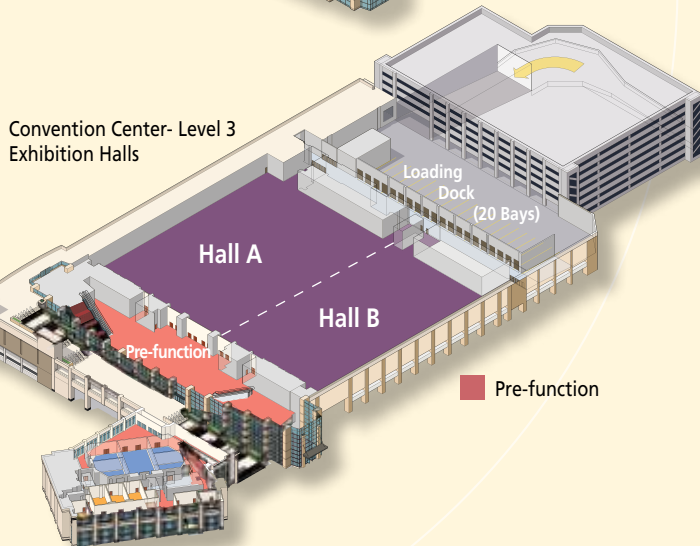 Convention Center- Level 3
Exhibition Halls
Loading
Dock
(20 Bays)
Hall A
Hall B
Pre-function
Pre-function